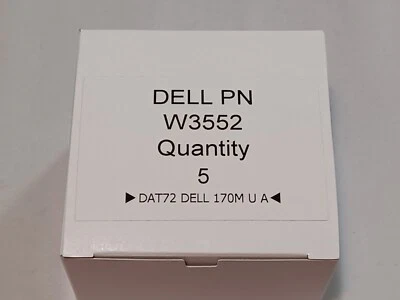 DELL PN
W3552
Quantity
5
▶ DAT72 DELL 170M U A ◀